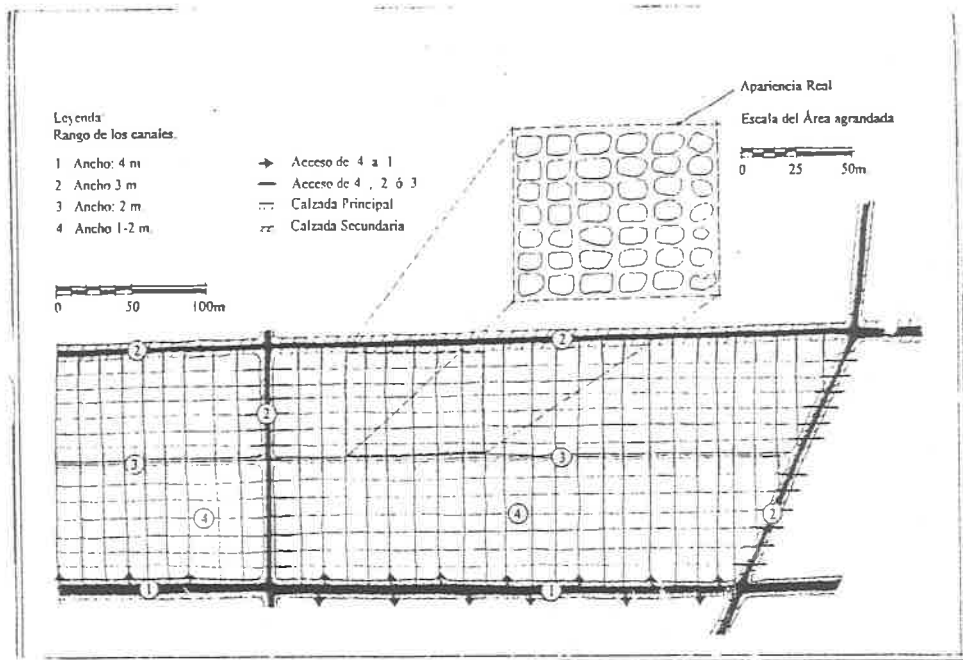 Leyenda
Rango de los canales.
1 Ancho: 4 m
2 Ancho 3 m.
3 Ancho: 2 m
4 Ancho 1-2 m.
Acceso de 4 a 1
Acceso de 4 , 2 ó 3
Calzada Principal
Calzada Secundaria
0 50 100m
Apariencia Real
Escala del Área agrandada
0 25 50m
2
2
2
3
3
4
4
2
1
1